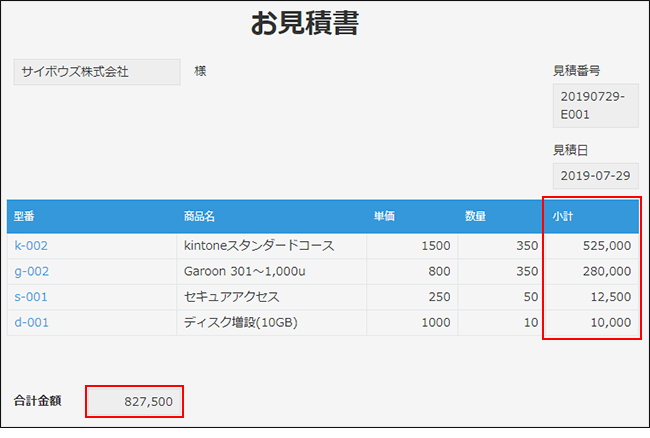 お見積書
サイボウズ株式会社 様
見積番号
20190729-
E001
見積日
2019-07-29
型番 商品名 単価 数量 小計
k-002 kintoneスタンダードコース 1500 350 525,000
g-002 Garoon 301～1,000u 800 350 280,000
s-001 セキュアアクセス 250 50 12,500
d-001 ディスク増設(10GB) 1000 10 10,000
合計金額 827,500